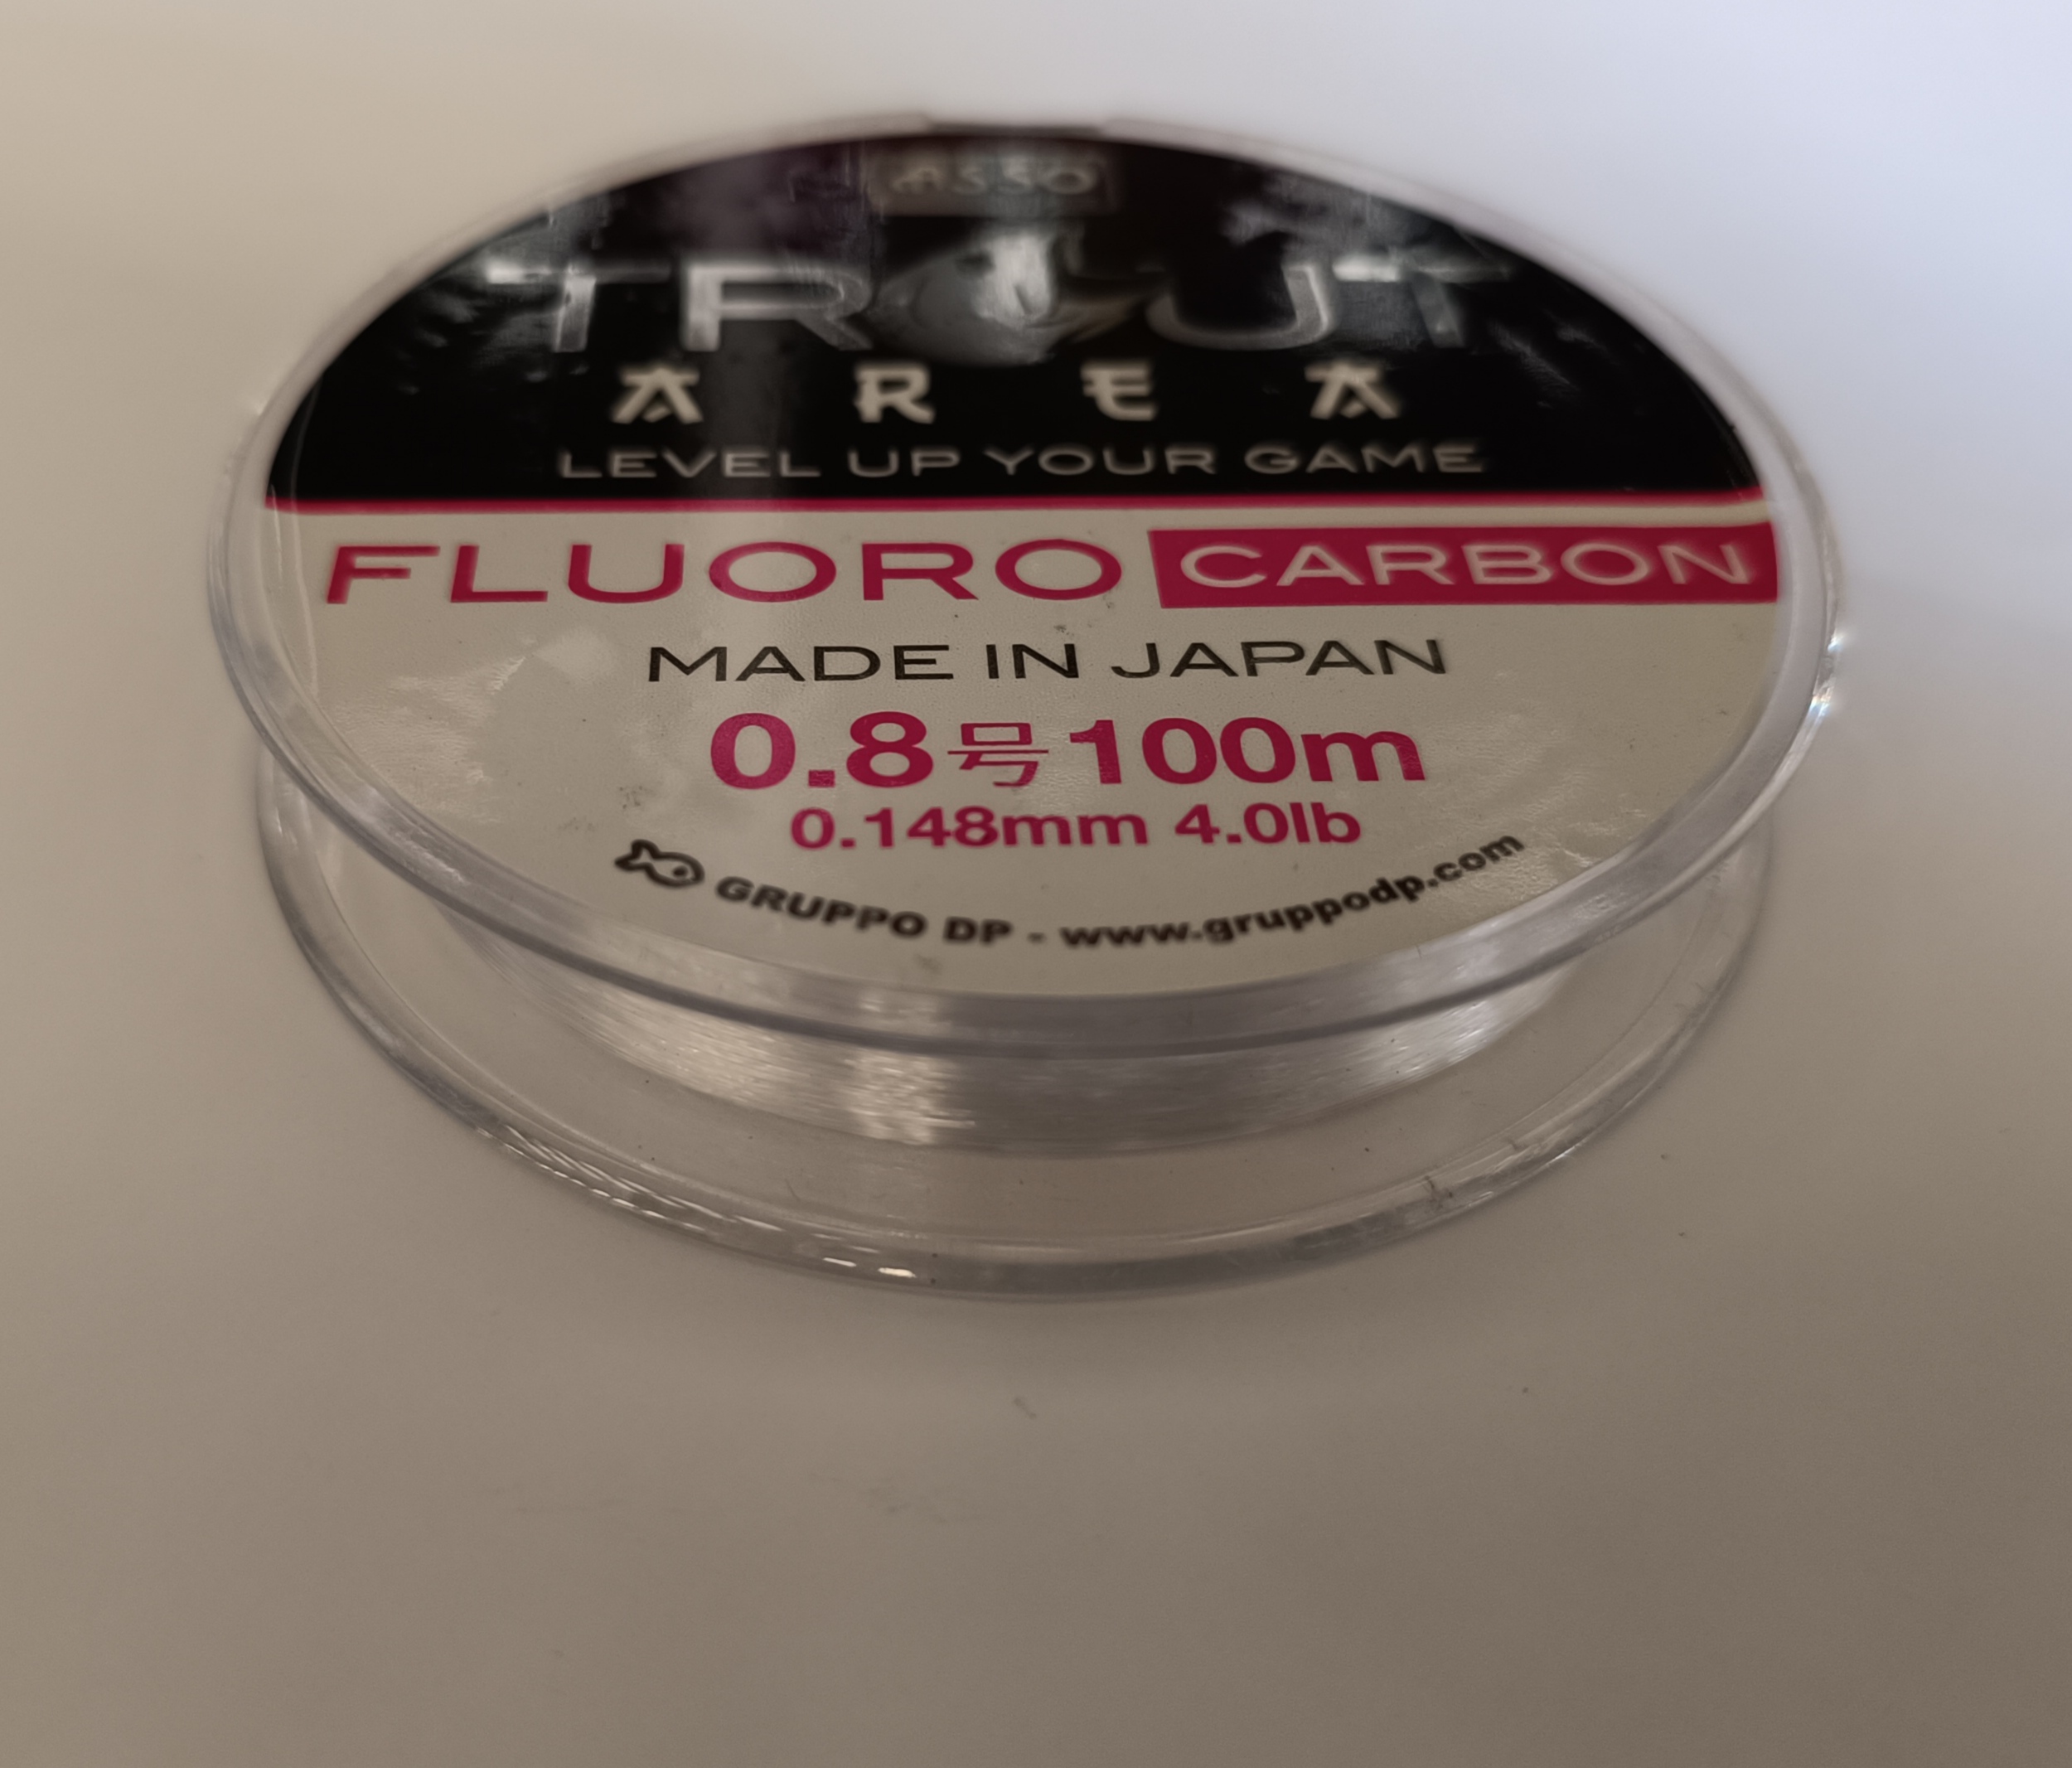 asso
TROUT
AREA
LEVEL UP YOUR GAME
FLUORO CARBON
MADE IN JAPAN
0.8号100m
0.148mm 4.0lb
GRUPPO DP - www.gruppodp.com